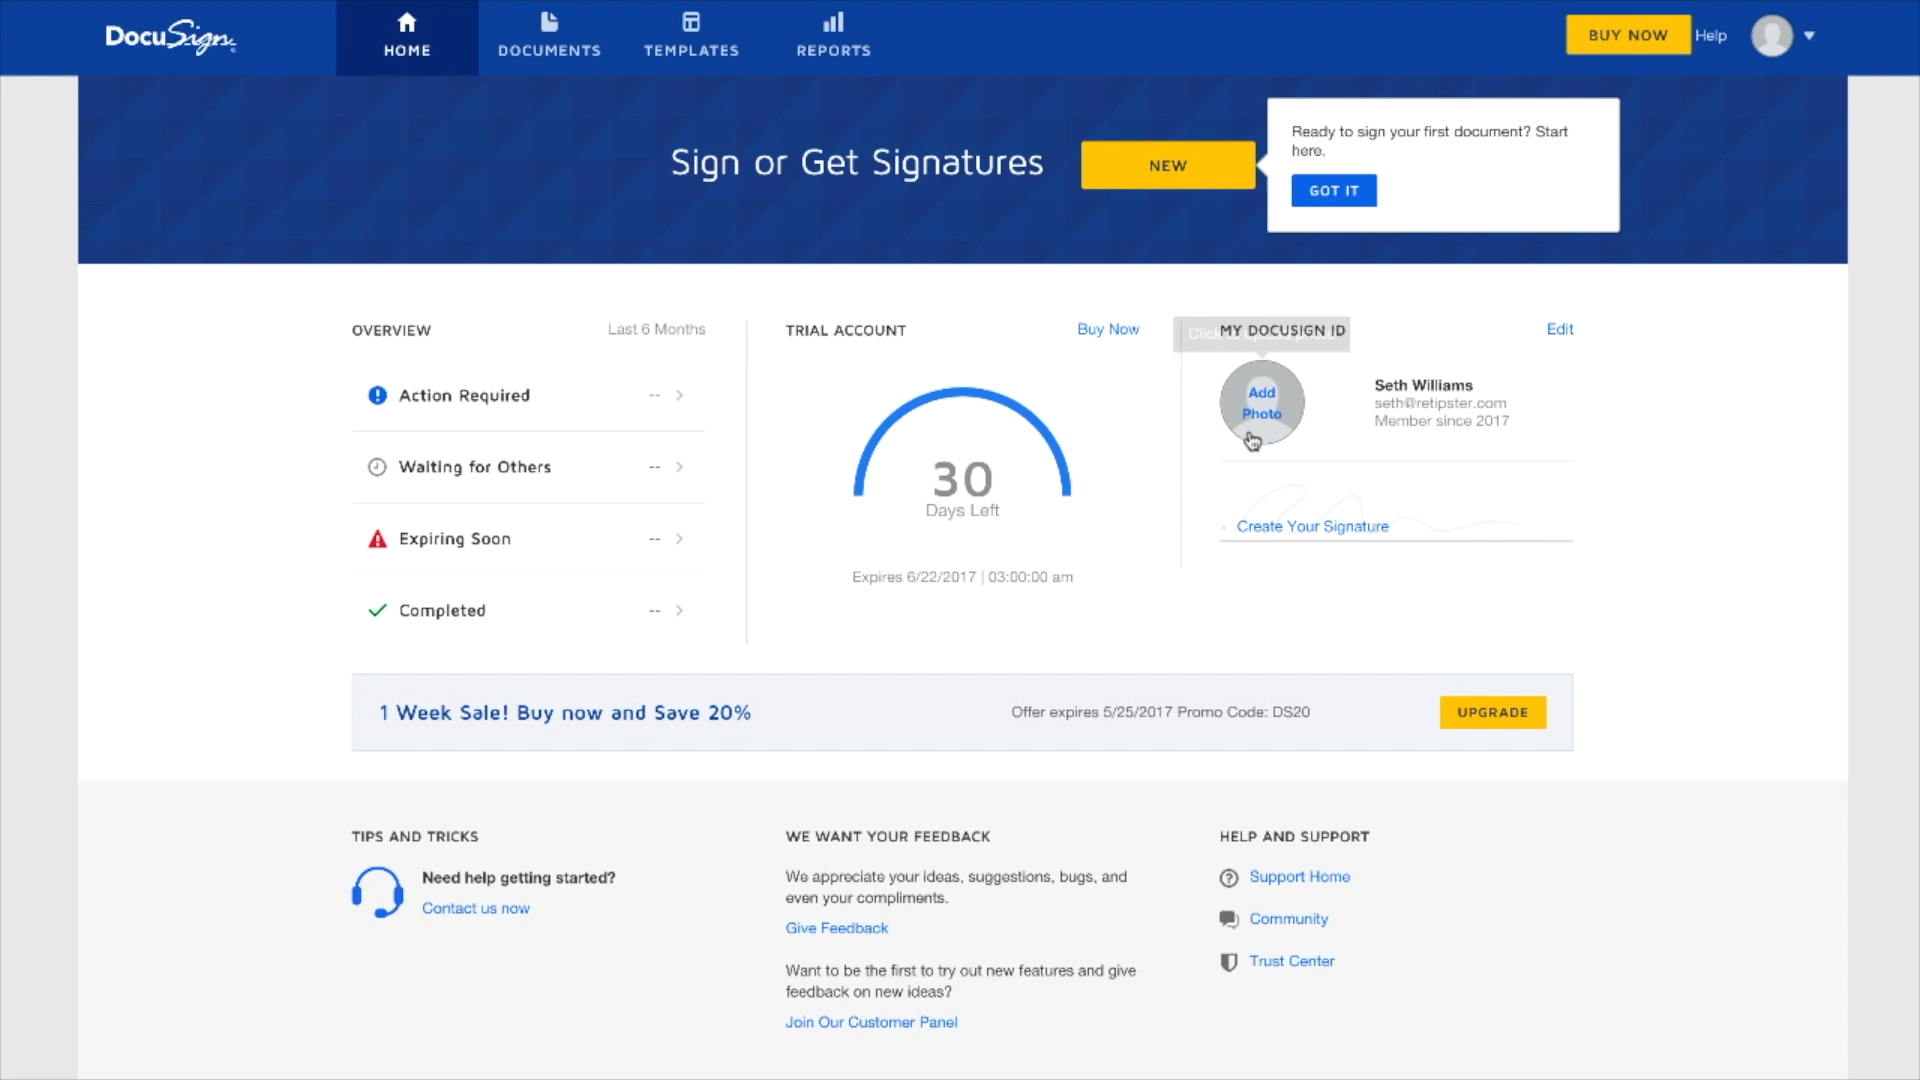 DocuSign
HOME
DOCUMENTS
TEMPLATES
REPORTS
BUY NOW
Help
Sign or Get Signatures
NEW
Ready to sign your first document? Start
here.
GOT IT
OVERVIEW
Last 6 Months
Action Required
--
Waiting for Others
--
Expiring Soon
--
Completed
--
TRIAL ACCOUNT
Buy Now
30
Days Left
Expires 6/22/2017 | 03:00:00 am
MY DOCUSIGN ID
Edit
Add
Photo
Seth Williams
seth@retipster.com
Member since 2017
Create Your Signature
1 Week Sale! Buy now and Save 20%
Offer expires 5/25/2017 Promo Code: DS20
UPGRADE
TIPS AND TRICKS
Need help getting started?
Contact us now
WE WANT YOUR FEEDBACK
We appreciate your ideas, suggestions, bugs, and
even your compliments.
Give Feedback
Want to be the first to try out new features and give
feedback on new ideas?
Join Our Customer Panel
HELP AND SUPPORT
Support Home
Community
Trust Center